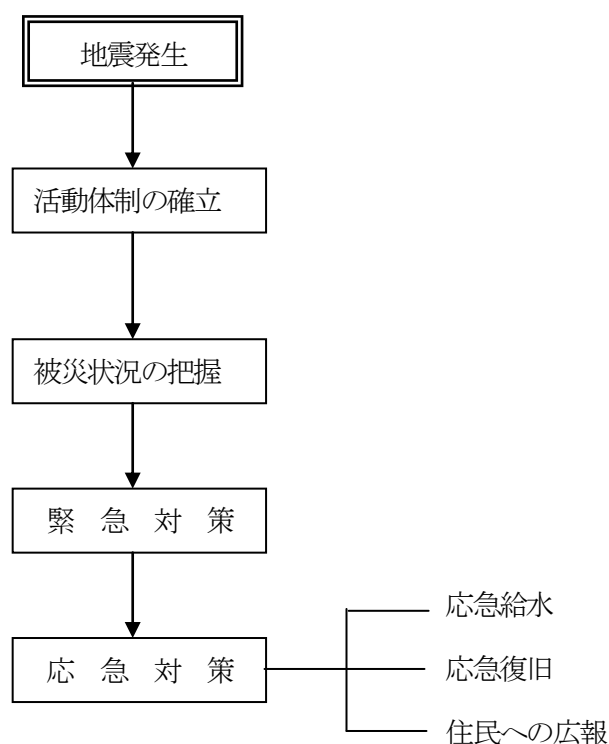 地震発生
活動体制の確立
被災状況の把握
緊　急　対　策
応　急　対　策
応急給水
応急復旧
住民への広報